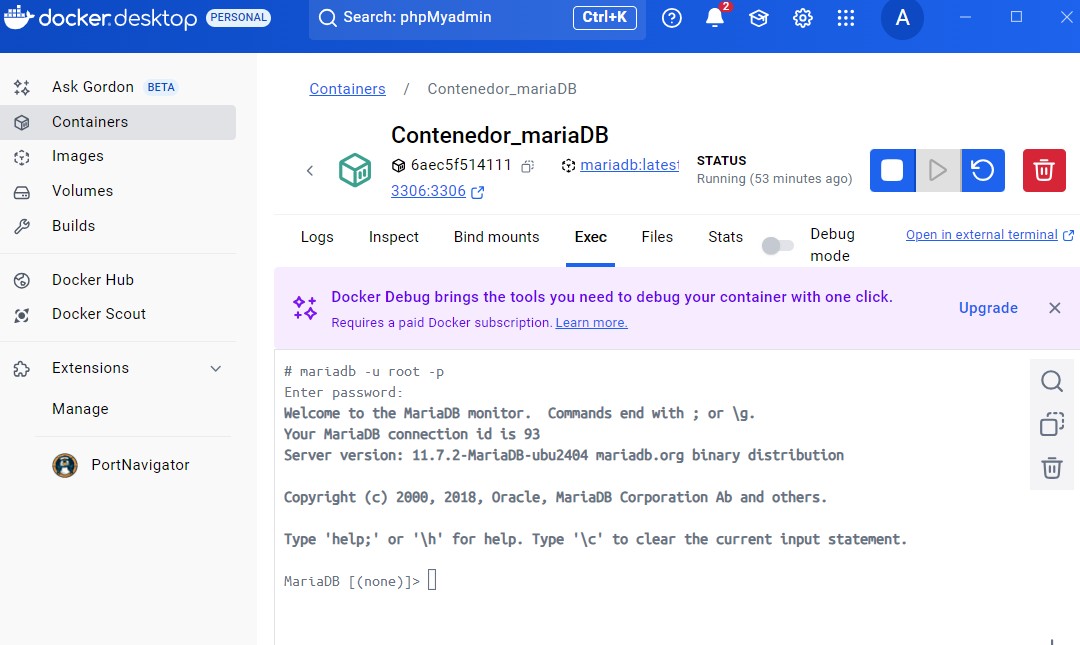 docker.desktop PERSONAL
Search: phpMyadmin
Ctrl+K
2
A
Ask Gordon BETA
Containers
Images
Volumes
Builds
Docker Hub
Docker Scout
Extensions
Manage
PortNavigator
Containers / Contenedor_mariaDB
Contenedor_mariaDB
6aec5f514111 mariadb:latest
3306:3306
STATUS
Running (53 minutes ago)
Logs Inspect Bind mounts Exec Files Stats Debug mode
Open in external terminal
Docker Debug brings the tools you need to debug your container with one click.
Requires a paid Docker subscription. Learn more.
Upgrade
# mariadb -u root -p
Enter password:
Welcome to the MariaDB monitor.  Commands end with ; or \g.
Your MariaDB connection id is 93
Server version: 11.7.2-MariaDB-ubu2404 mariadb.org binary distribution
Copyright (c) 2000, 2018, Oracle, MariaDB Corporation Ab and others.
Type 'help;' or '\h' for help. Type '\c' to clear the current input statement.
MariaDB [(none)]>